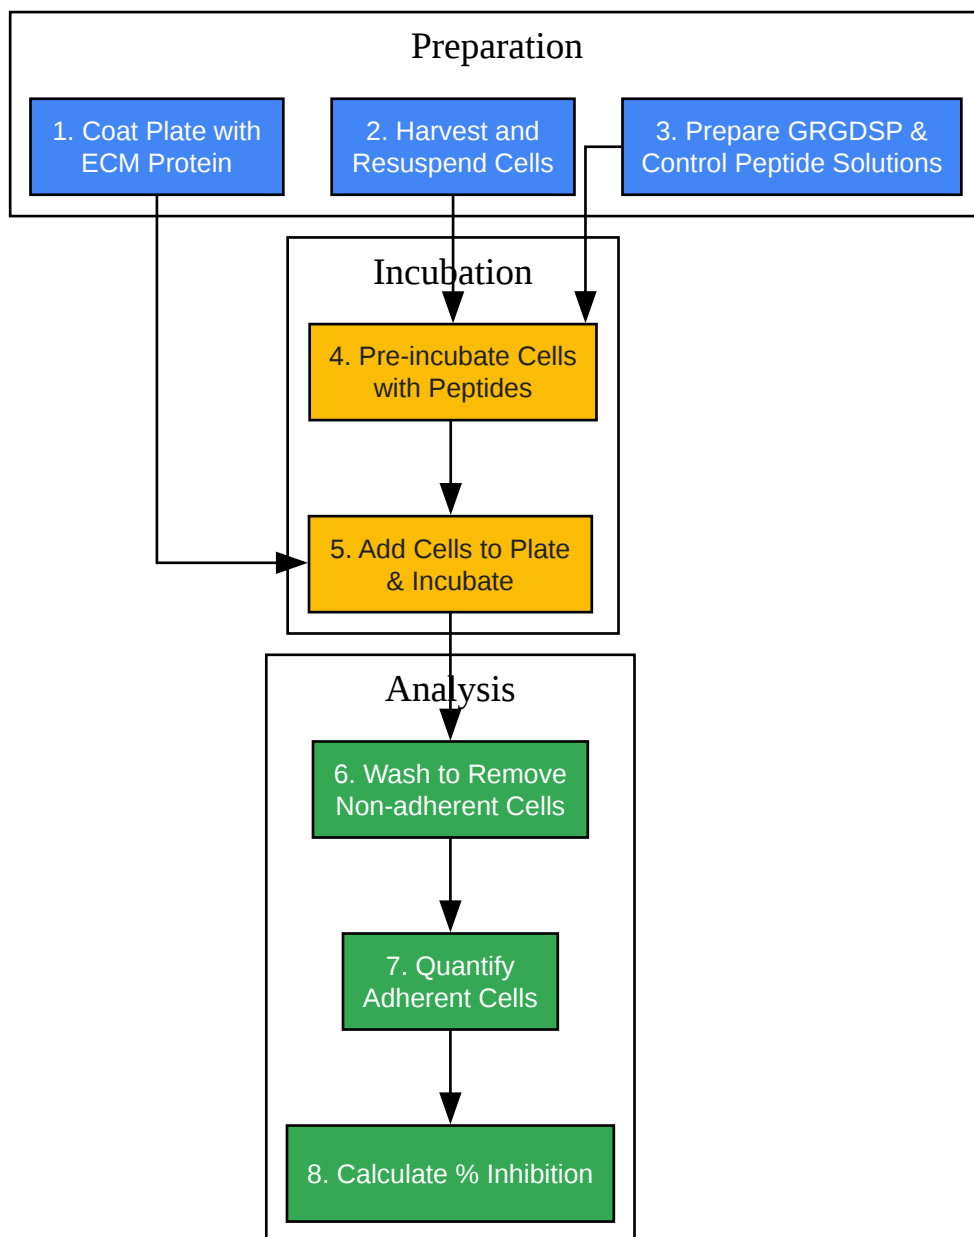 Preparation
1. Coat Plate with
ECM Protein
2. Harvest and
Resuspend Cells
3. Prepare GRGDSP &
Control Peptide Solutions
Incubation
4. Pre-incubate Cells
with Peptides
5. Add Cells to Plate
& Incubate
Analysis
6. Wash to Remove
Non-adherent Cells
7. Quantify
Adherent Cells
8. Calculate % Inhibition